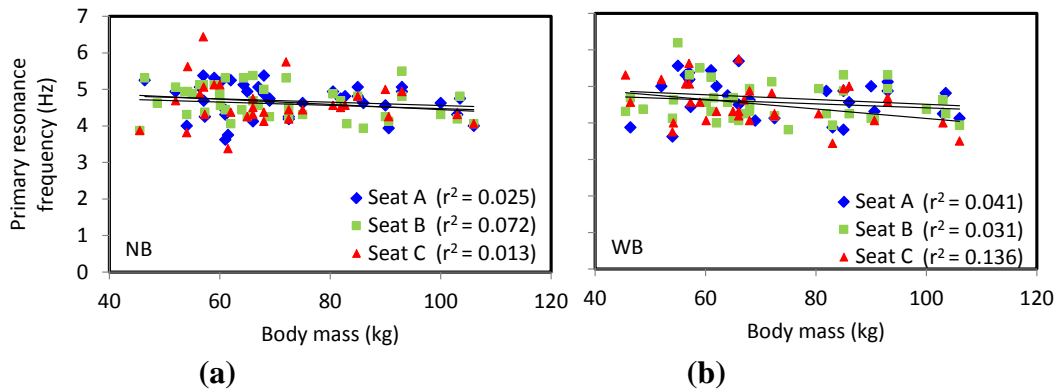 Primary resonance
frequency (Hz)
7
6
5
4
3
2
1
0
Seat A (r² = 0.025)
Seat B (r² = 0.072)
Seat C (r² = 0.013)
NB
40 60 80 100 120
Body mass (kg)
(a)
Seat A (r² = 0.041)
Seat B (r² = 0.031)
Seat C (r² = 0.136)
WB
40 60 80 100 120
Body mass (kg)
(b)